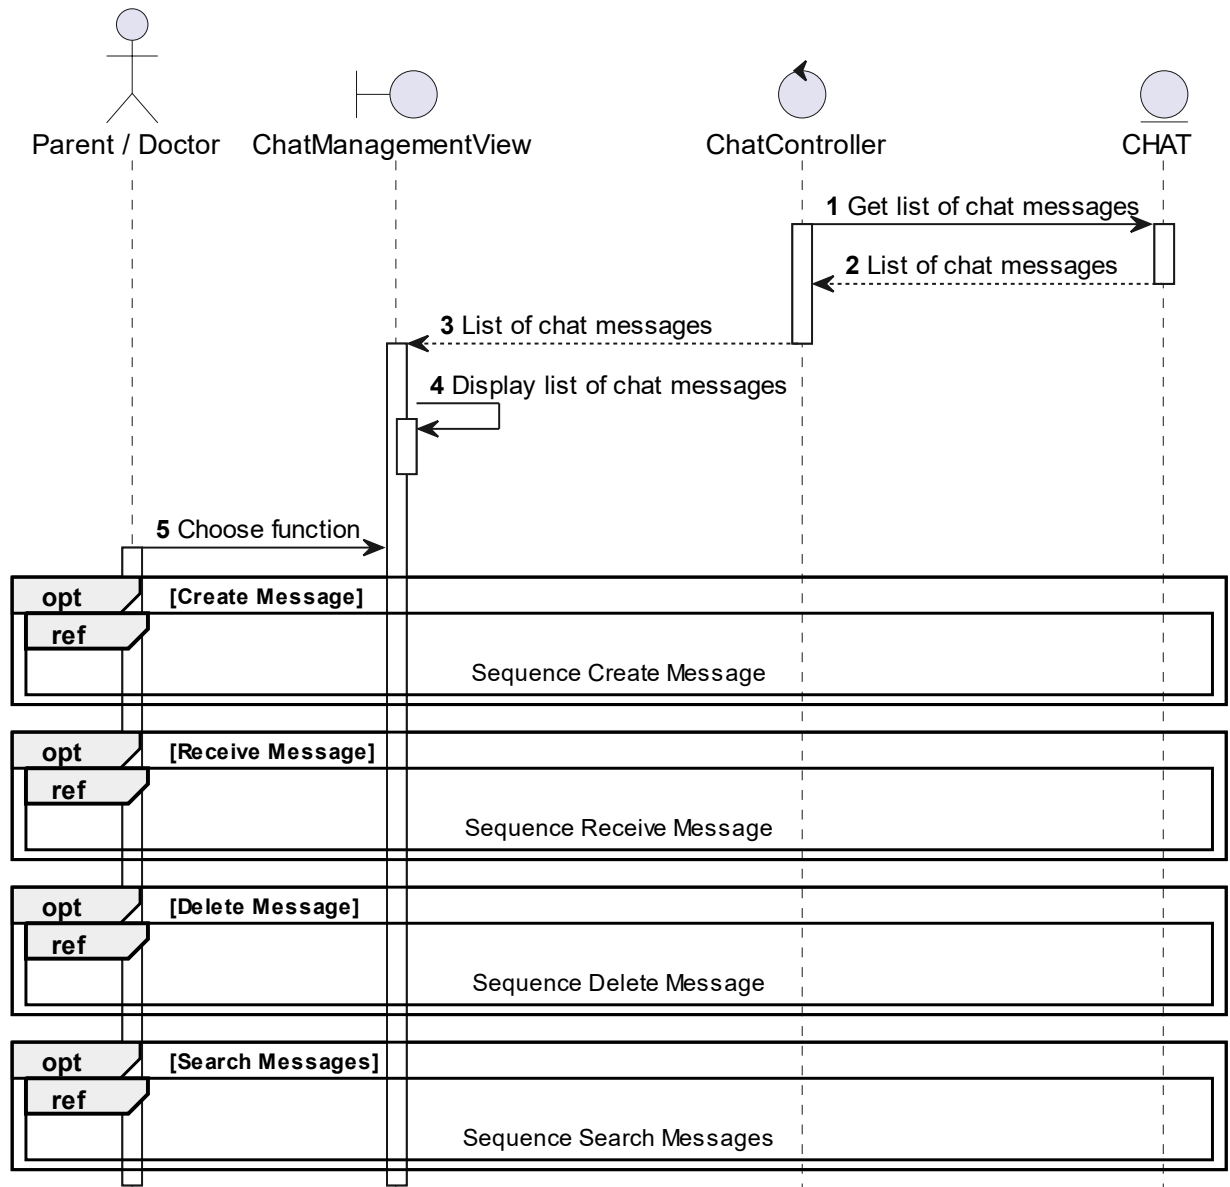 Parent / Doctor
ChatManagementView
ChatController
CHAT
1 Get list of chat messages
2 List of chat messages
3 List of chat messages
4 Display list of chat messages
5 Choose function
opt [Create Message]
ref
Sequence Create Message
opt [Receive Message]
ref
Sequence Receive Message
opt [Delete Message]
ref
Sequence Delete Message
opt [Search Messages]
ref
Sequence Search Messages